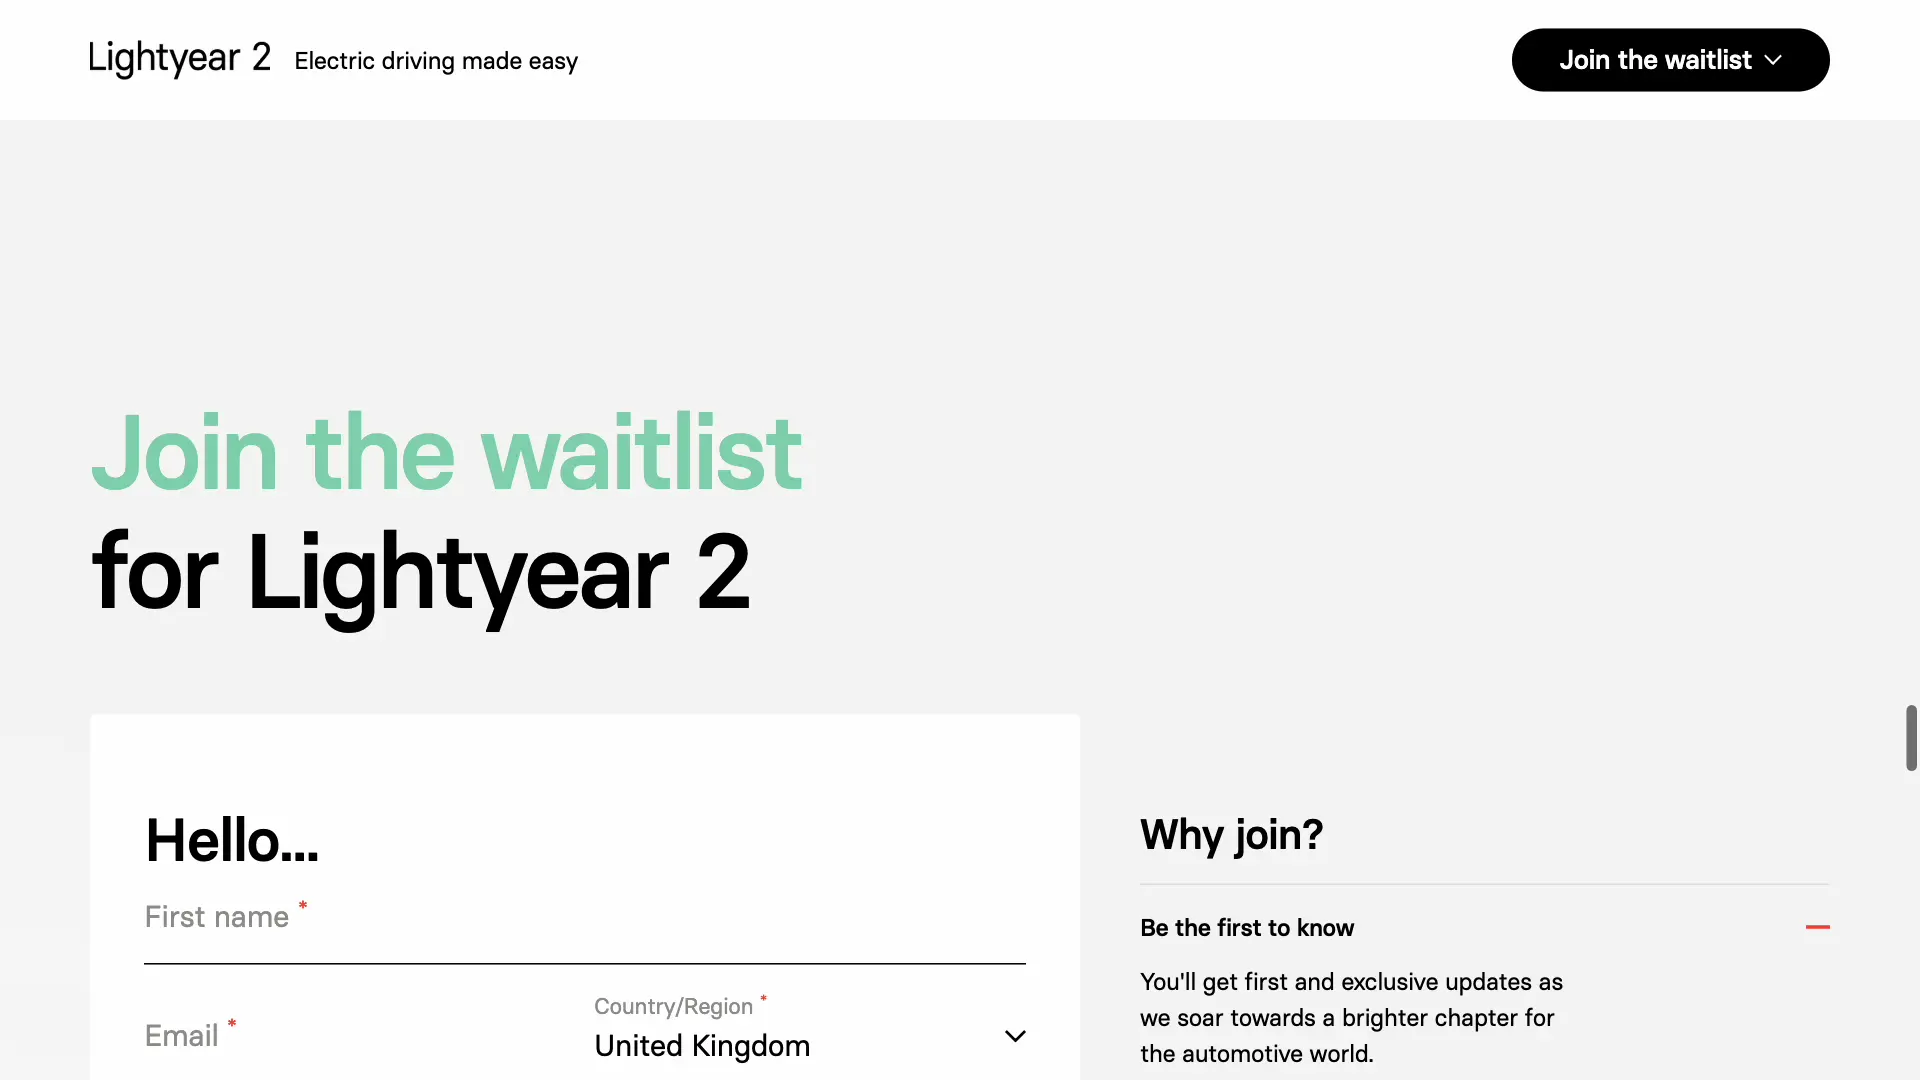 Lightyear 2 Electric driving made easy
Join the waitlist
Join the waitlist
for Lightyear 2
Hello...
First name *
Email *
Country/Region *
United Kingdom
Why join?
Be the first to know
You'll get first and exclusive updates as
we soar towards a brighter chapter for
the automotive world.